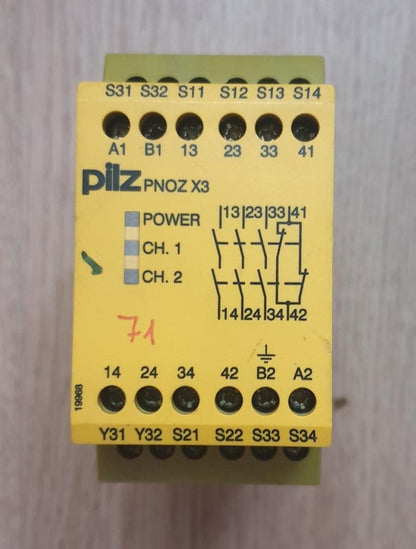 S31 S32 S11 S12 S13 S14
A1 B1 13 23 33 41
pilz PNOZ X3
POWER
CH. 1
CH. 2
13 23 33 41
14 24 34 42
71
14 24 34 42 B2 A2
19968
Y31 Y32 S21 S22 S33 S34